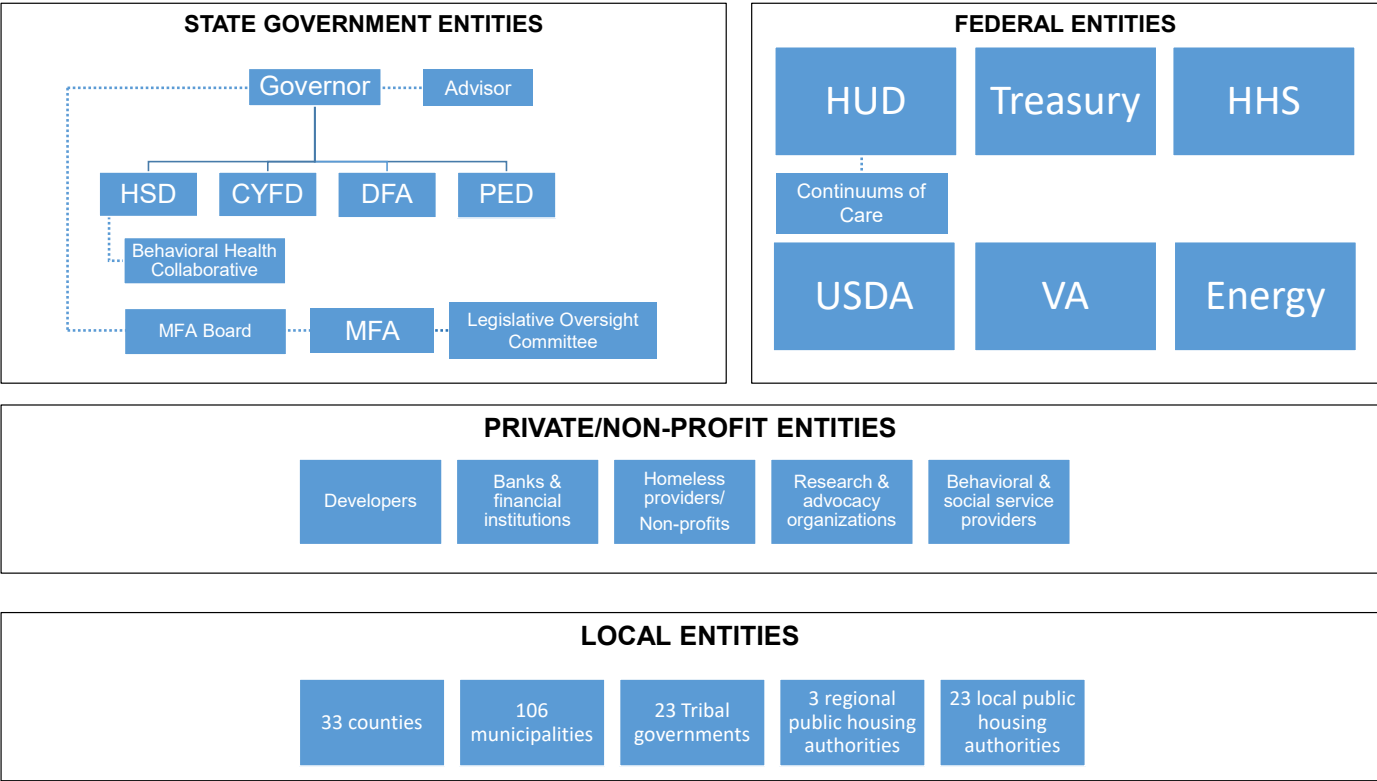 STATE GOVERNMENT ENTITIES
Governor
Advisor
HSD
CYFD
DFA
PED
Behavioral Health
Collaborative
MFA Board
MFA
Legislative Oversight
Committee
FEDERAL ENTITIES
HUD
Treasury
HHS
Continuums of
Care
USDA
VA
Energy
PRIVATE/NON-PROFIT ENTITIES
Developers
Banks &
financial
institutions
Homeless
providers/
Non-profits
Research &
advocacy
organizations
Behavioral &
social service
providers
LOCAL ENTITIES
33 counties
106
municipalities
23 Tribal
governments
3 regional
public housing
authorities
23 local public
housing
authorities